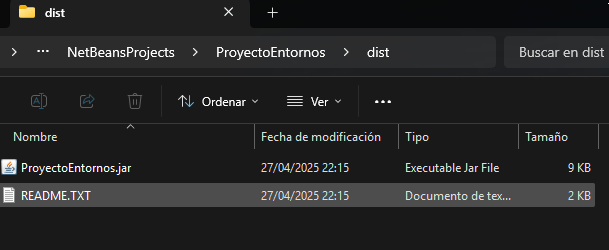 dist
NetBeansProjects > ProyectoEntornos > dist
Buscar en dist
Ordenar
Ver
Nombre Fecha de modificación Tipo Tamaño
ProyectoEntornos.jar 27/04/2025 22:15 Executable Jar File 9 KB
README.TXT 27/04/2025 22:15 Documento de tex... 2 KB